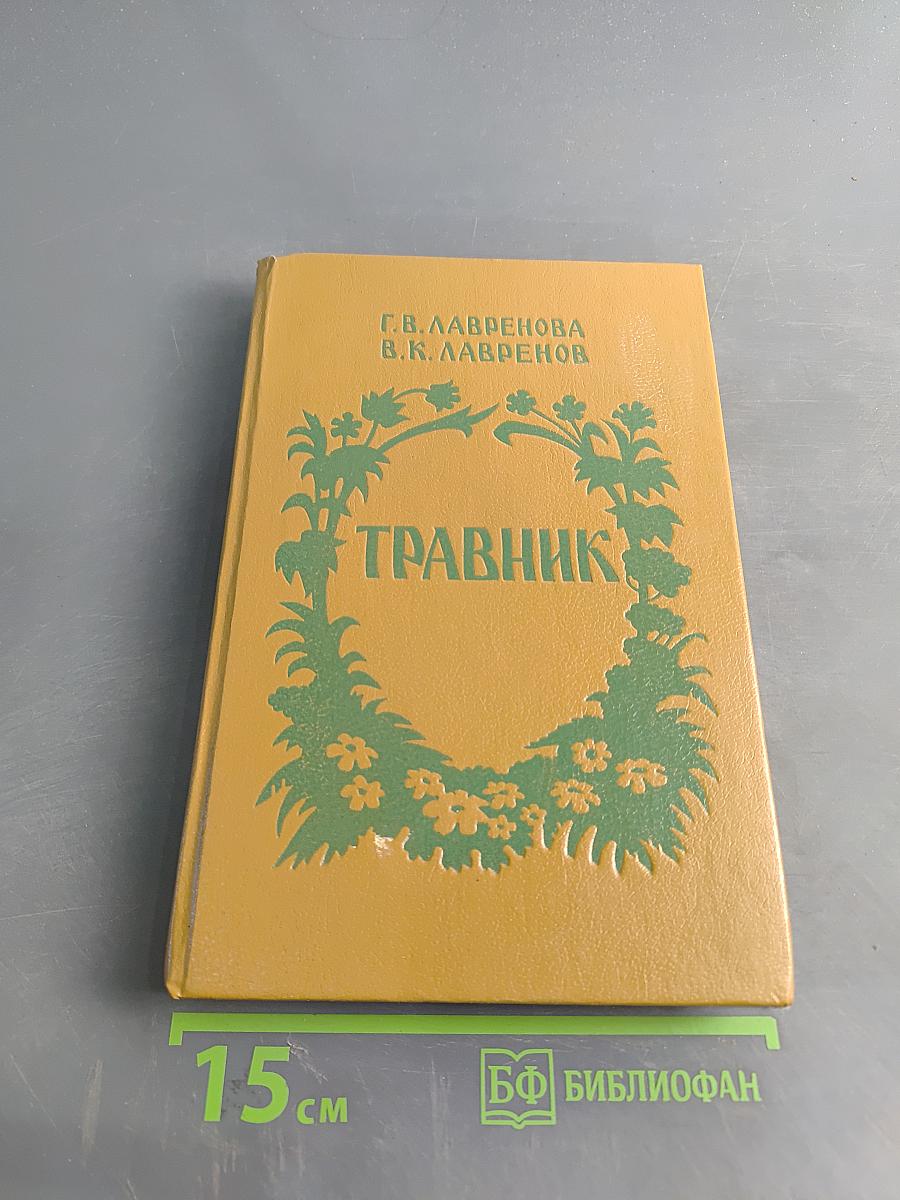 Г.В.ЛАВРЕНОВА
В.К.ЛАВРЕНОВ
ТРАВНИК
15 см
БФ БИБЛИОФАН